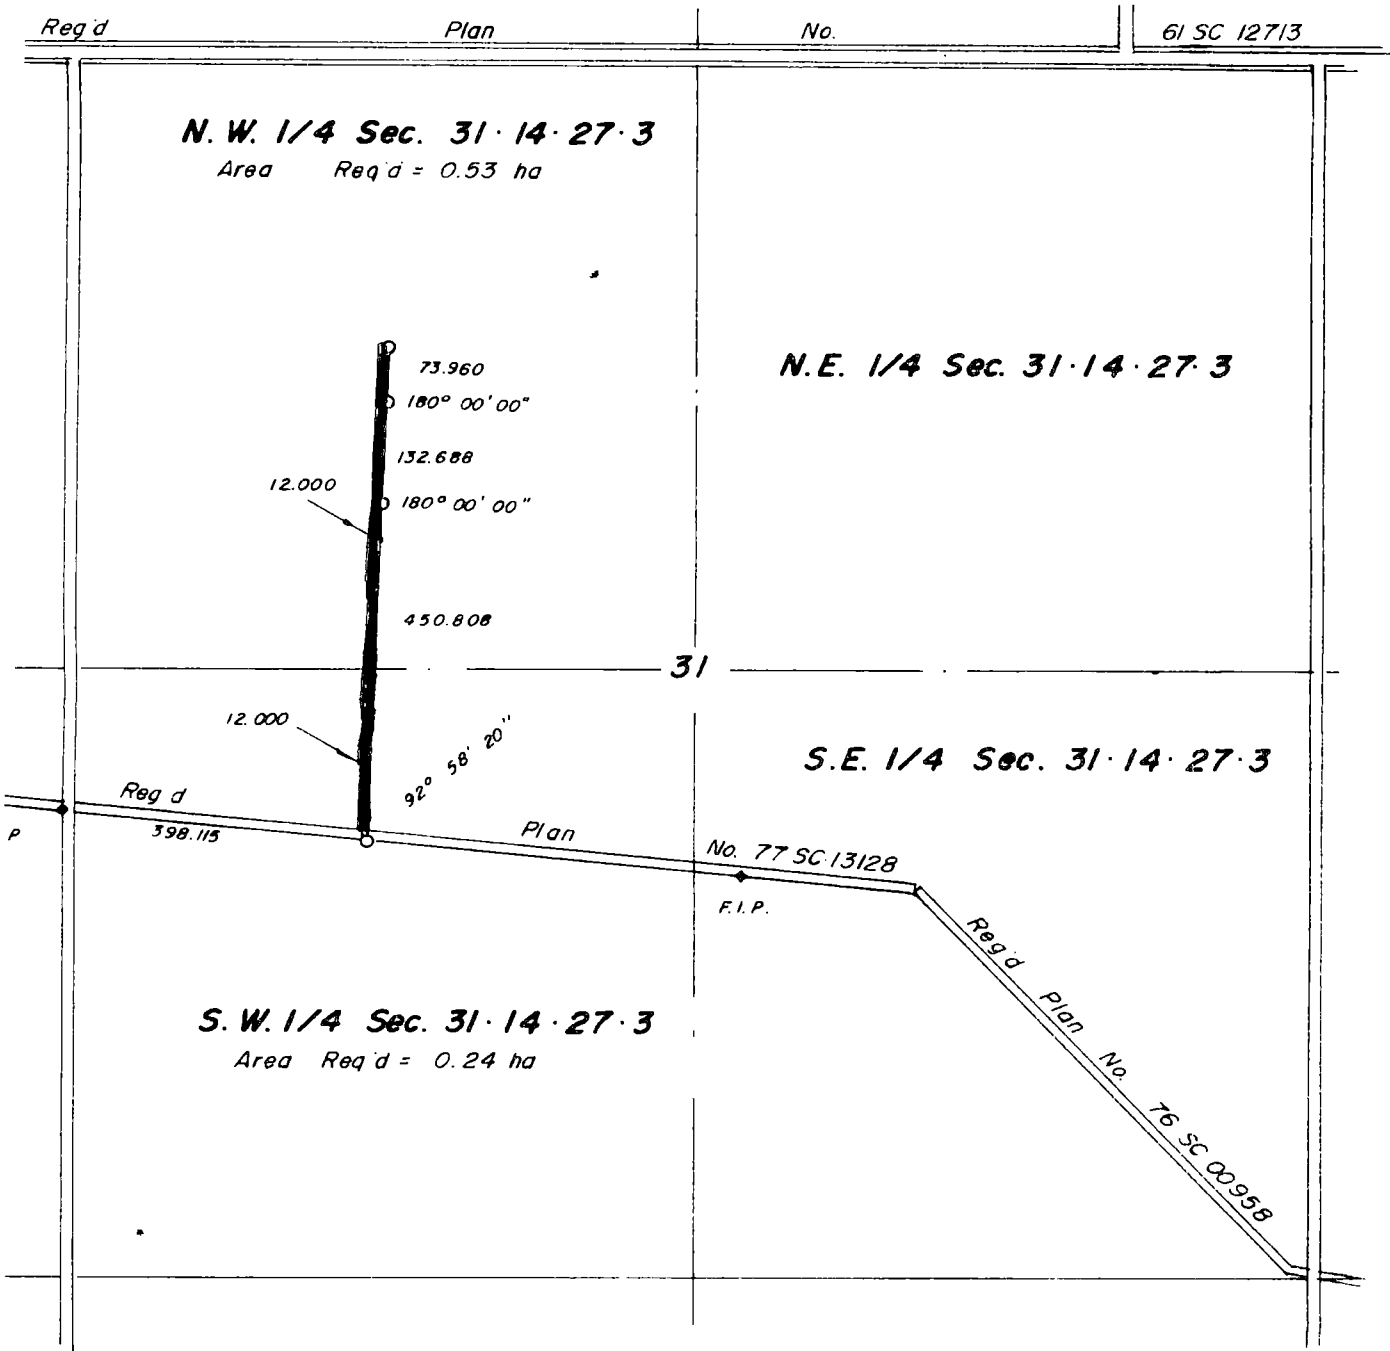 Reg'd Plan No. 61 SC 12713
N. W. 1/4 Sec. 31·14·27·3
Area Req'd = 0.53 ha
N.E. 1/4 Sec. 31·14·27·3
73.960
180° 00' 00"
132.688
12.000
180° 00' 00"
450.808
31
12.000
92° 58' 20"
S.E. 1/4 Sec. 31·14·27·3
Reg'd Plan No. 77 SC 13128
P
398.115
F.I.P.
Reg'd Plan No. 76 SC 00958
S. W. 1/4 Sec. 31·14·27·3
Area Req'd = 0.24 ha